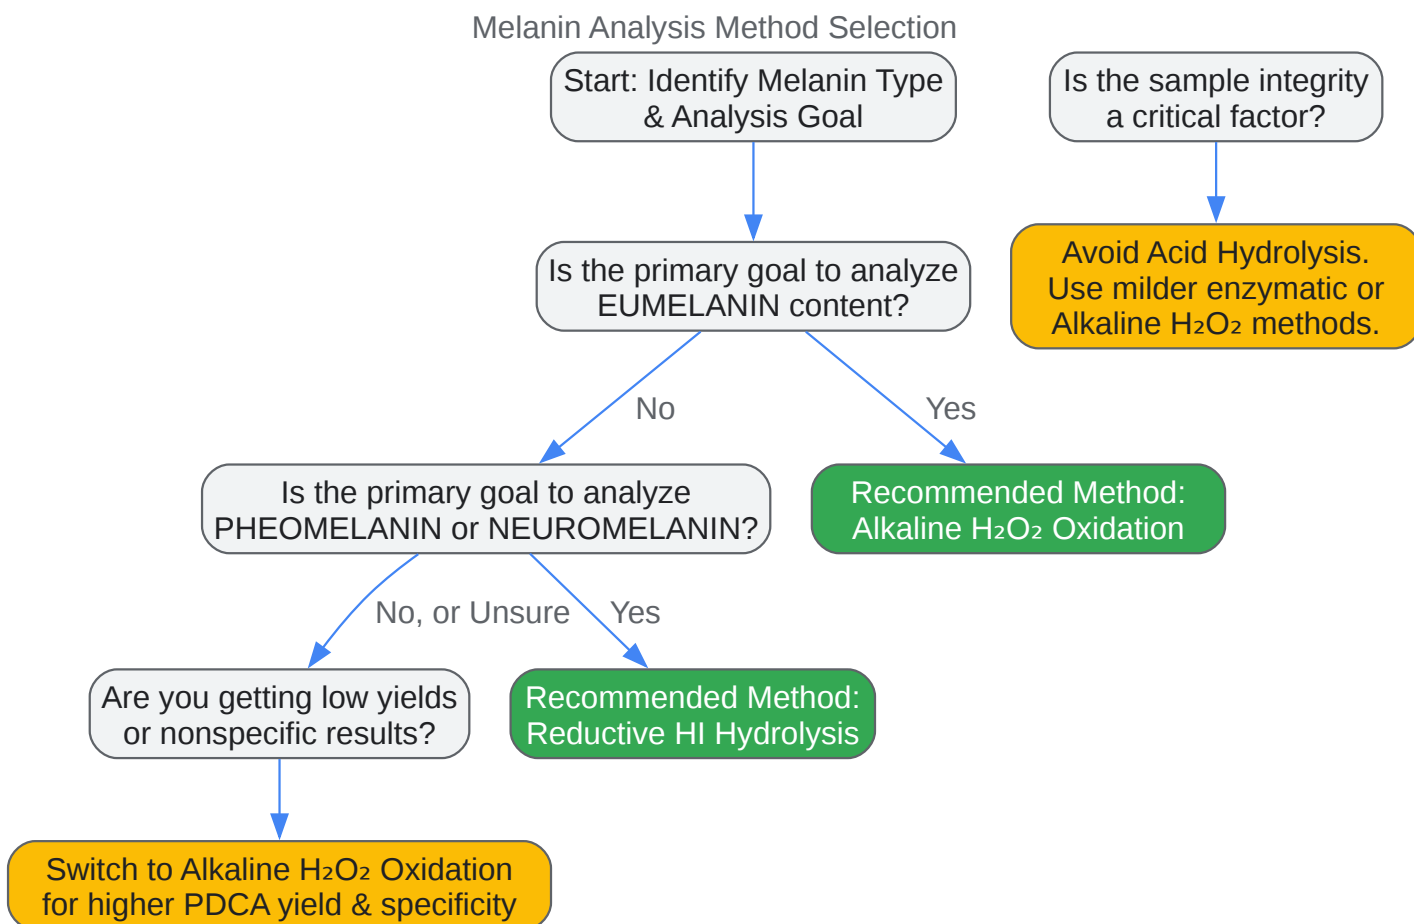 Melanin Analysis Method Selection
Start: Identify Melanin Type
& Analysis Goal
Is the sample integrity
a critical factor?
Is the primary goal to analyze
EUMELANIN content?
Avoid Acid Hydrolysis.
Use milder enzymatic or
Alkaline H₂O₂ methods.
No
Yes
Is the primary goal to analyze
PHEOMELANIN or NEUROMELANIN?
Recommended Method:
Alkaline H₂O₂ Oxidation
No, or Unsure
Yes
Are you getting low yields
or nonspecific results?
Recommended Method:
Reductive HI Hydrolysis
Switch to Alkaline H₂O₂ Oxidation
for higher PDCA yield & specificity